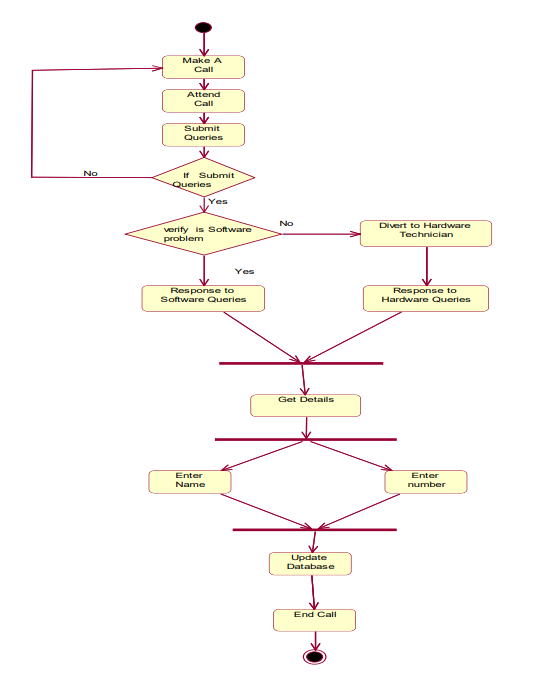 Make A
Call
Attend
Call
Submit
Queries
If Submit
Queries
No
Yes
verify is Software
problem
No
Divert to Hardware
Technician
Yes
Response to
Software Queries
Response to
Hardware Queries
Get Details
Enter
Name
Enter
number
Update
Database
End Call